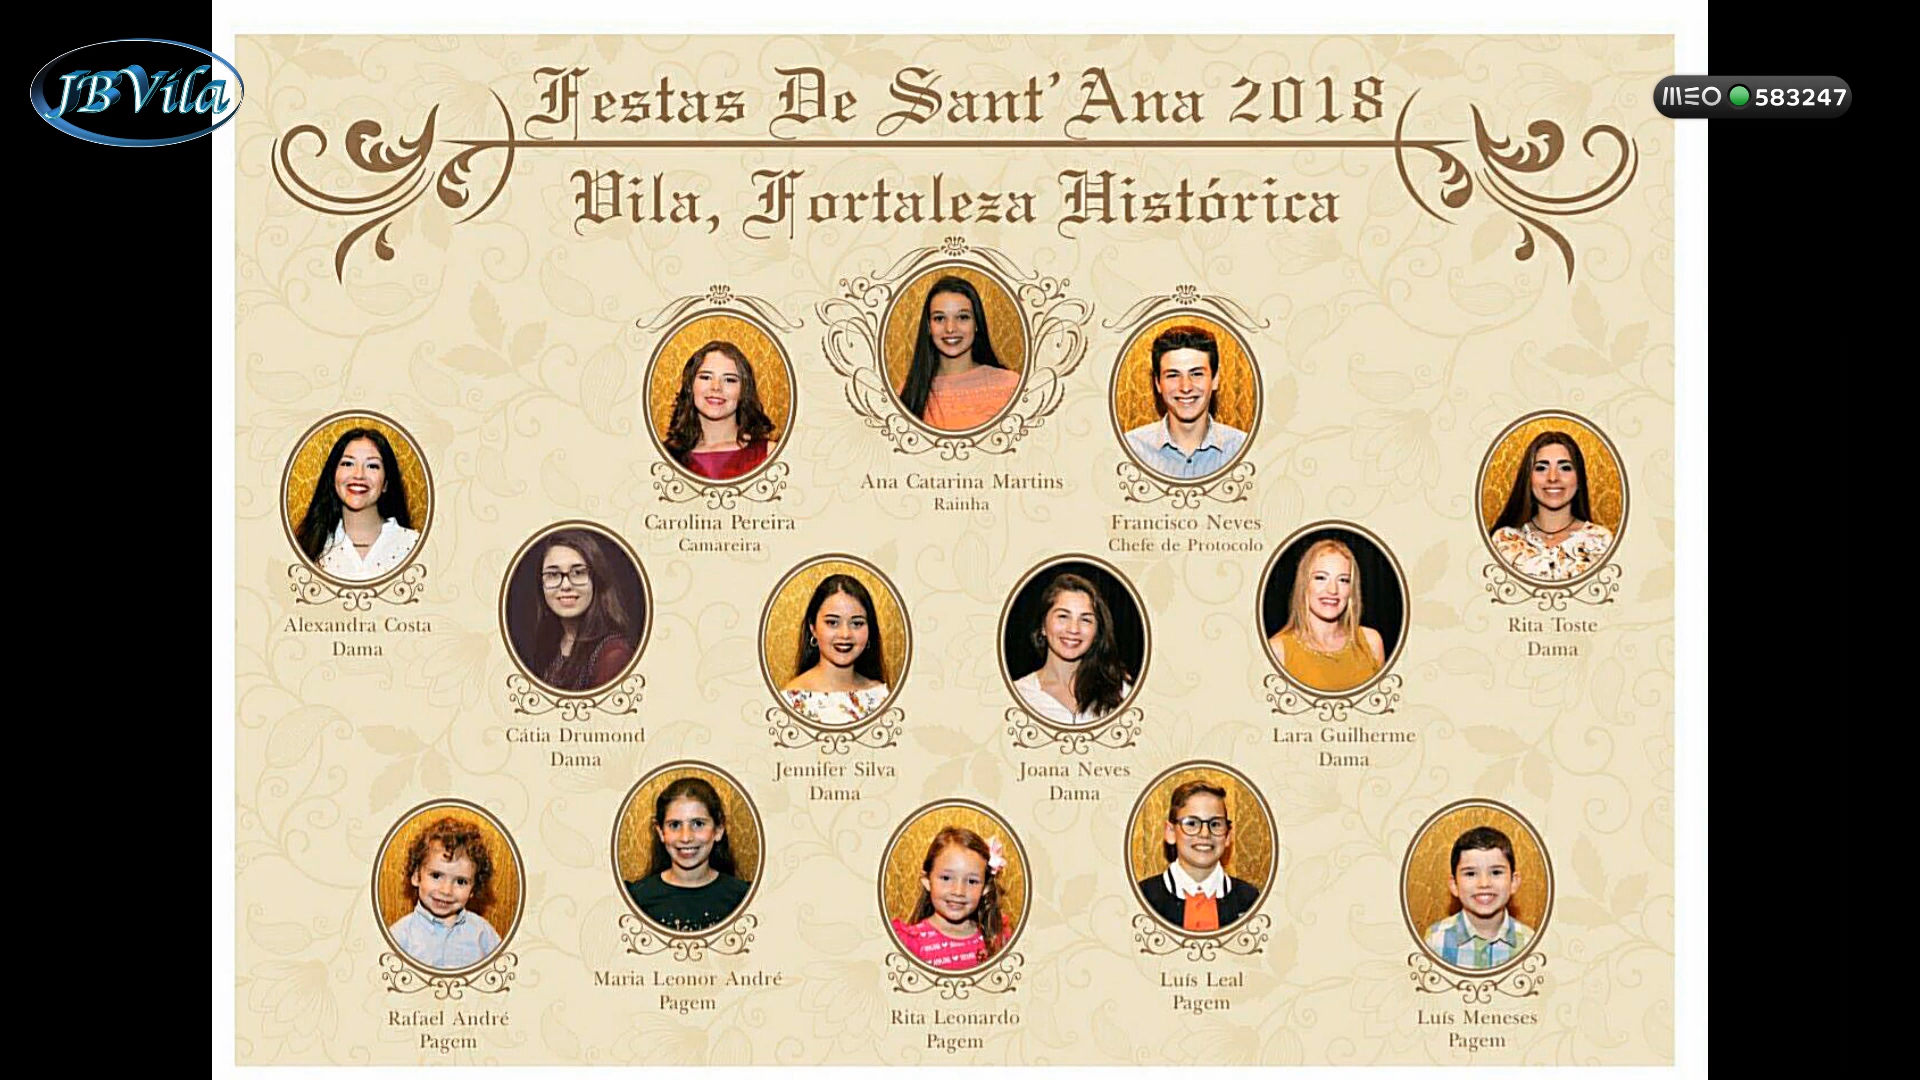 JBVila
MEO 583247
Festas De Sant'Ana 2018
Vila, Fortaleza Histórica
Ana Catarina Martins
Rainha
Carolina Pereira
Camareira
Francisco Neves
Chefe de Protocolo
Alexandra Costa
Dama
Rita Toste
Dama
Cátia Drumond
Dama
Lara Guilherme
Dama
Jennifer Silva
Dama
Joana Neves
Dama
Maria Leonor André
Pagem
Luís Leal
Pagem
Rafael André
Pagem
Rita Leonardo
Pagem
Luís Meneses
Pagem